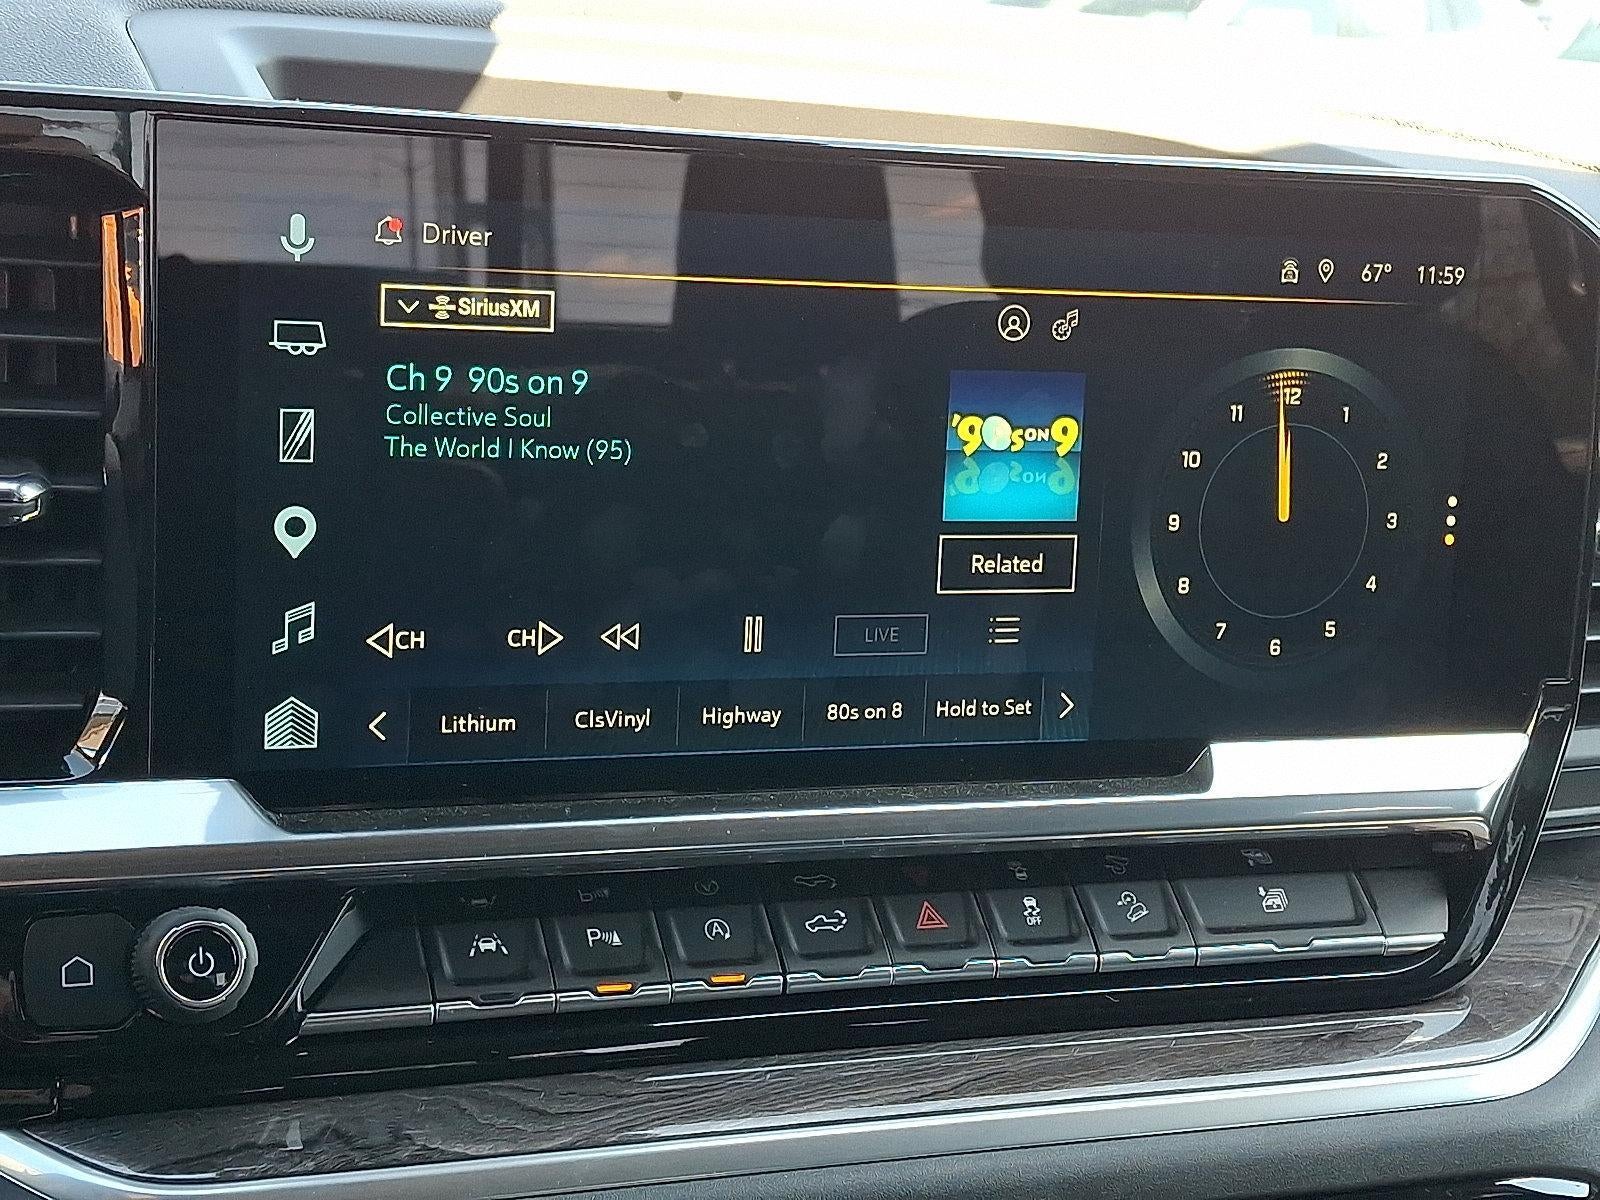 Driver
67° 11:59
SiriusXM
Ch 9 90s on 9
Collective Soul
The World I Know (95)
'90s ON 9
Related
CH CH LIVE
Lithium ClsVinyl Highway 80s on 8 Hold to Set
12
1
2
3
4
5
6
7
8
9
10
11
P A OFF